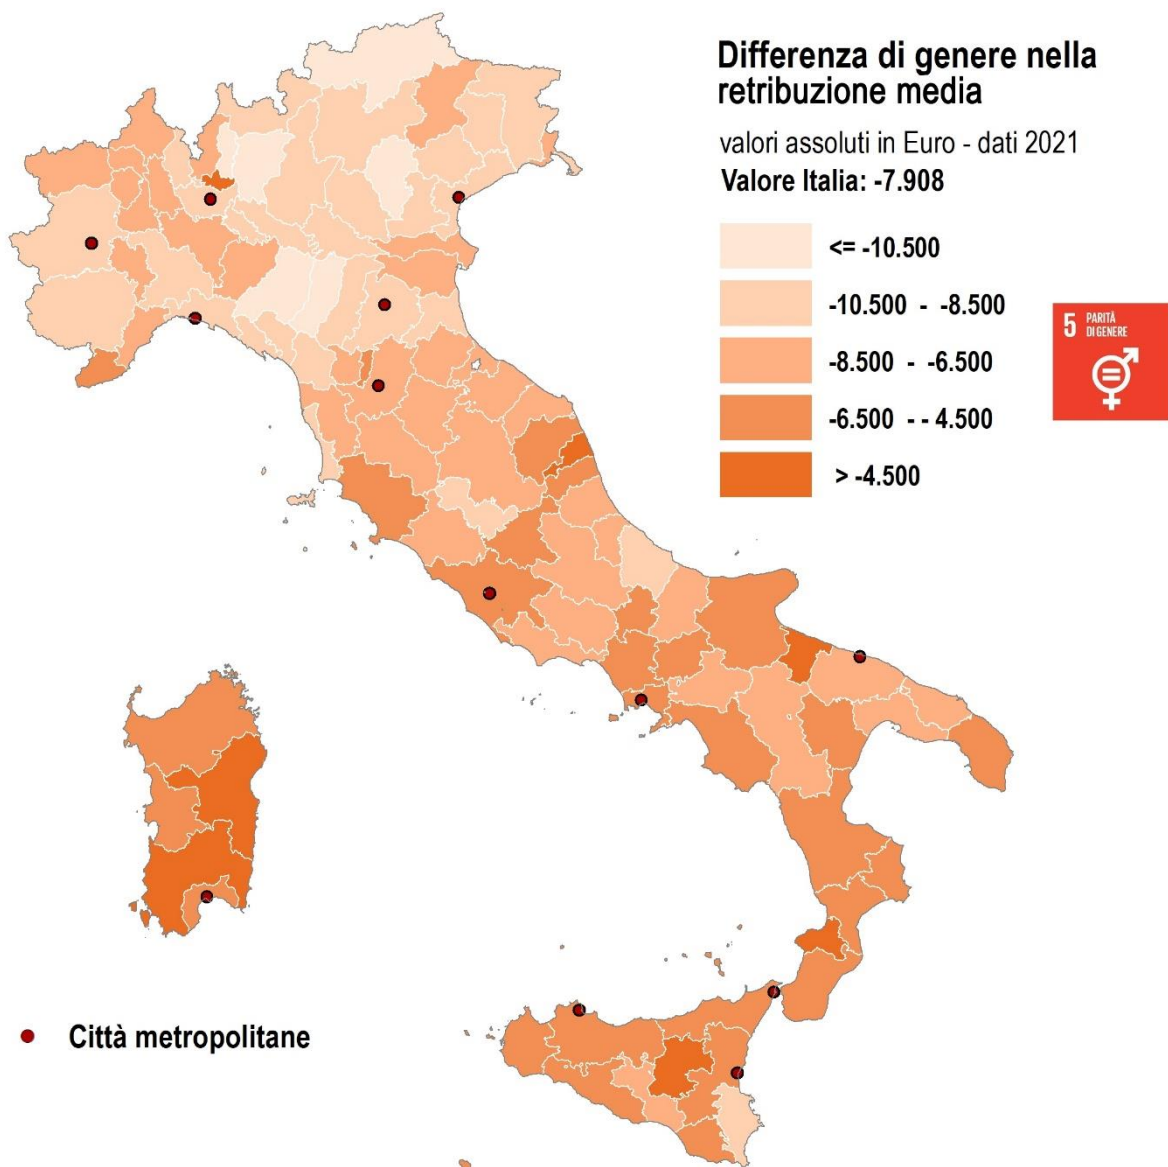 Differenza di genere nella
retribuzione media
valori assoluti in Euro - dati 2021
Valore Italia: -7.908
<= -10.500
-10.500 - -8.500
-8.500 - -6.500
-6.500 - - 4.500
> -4.500
5 PARITÀ
DI GENERE
Città metropolitane